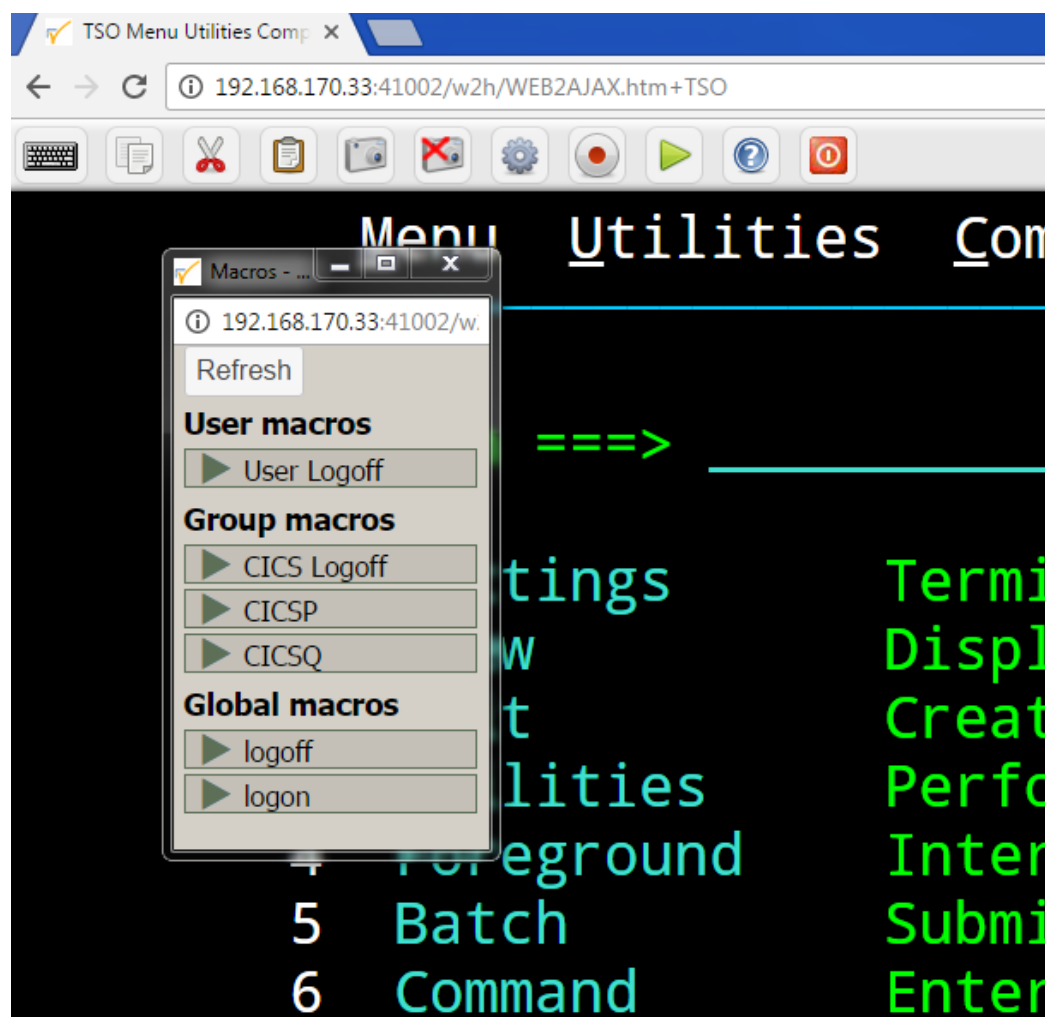 TSO Menu Utilities Comp
192.168.170.33:41002/w2h/WEB2AJAX.htm+TSO
Menu Utilities Com
Macros - ...
192.168.170.33:41002/w.
Refresh
User macros
===>
User Logoff
Group macros
CICS Logoff
tings Termi
CICSP
CICSQ
w Displ
Global macros
t Creat
logoff
lities Perfo
logon
4 Foreground Inter
5 Batch Submi
6 Command Enter